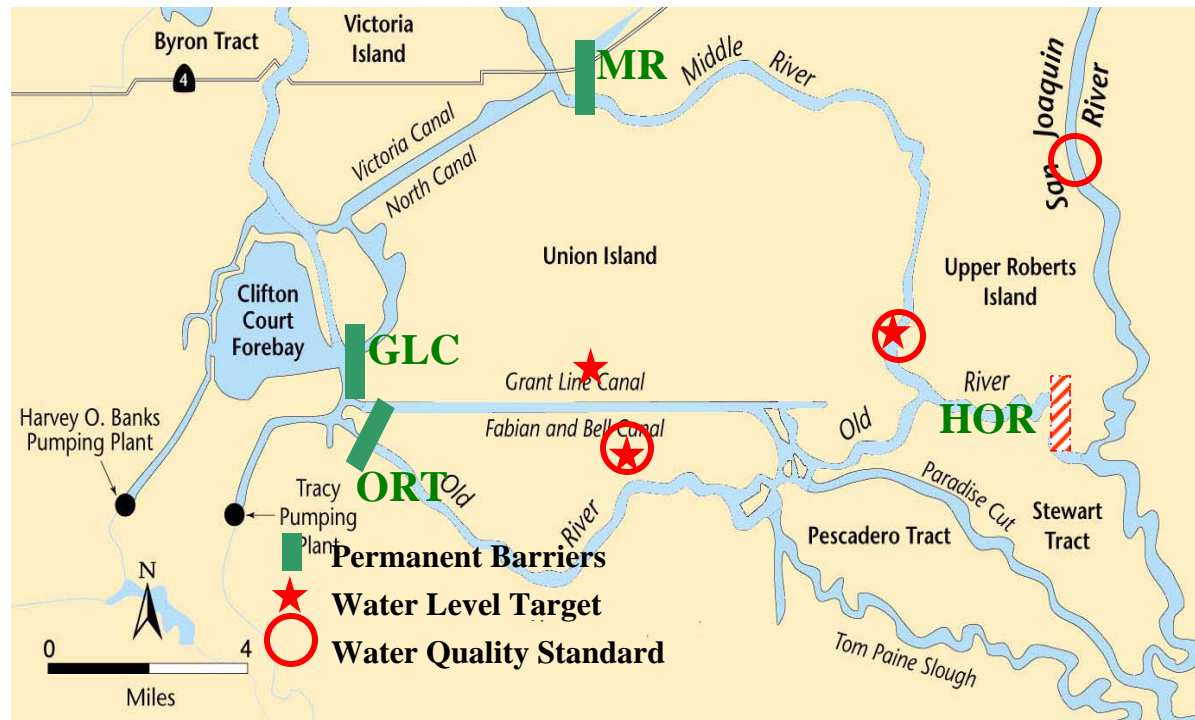 Byron Tract
Victoria
Island
4
MR
Middle
River
San Joaquin
River
Victoria Canal
North Canal
Union Island
Upper Roberts
Island
Clifton
Court
Forebay
GLC
Grant Line Canal
Fabian and Bell Canal
River
HOR
Old
Harvey O. Banks
Pumping Plant
ORT
Old
River
Tracy
Pumping
Plant
Paradise Cut
Stewart
Tract
Pescadero Tract
Tom Paine Slough
Permanent Barriers
Water Level Target
Water Quality Standard
N
0
4
Miles